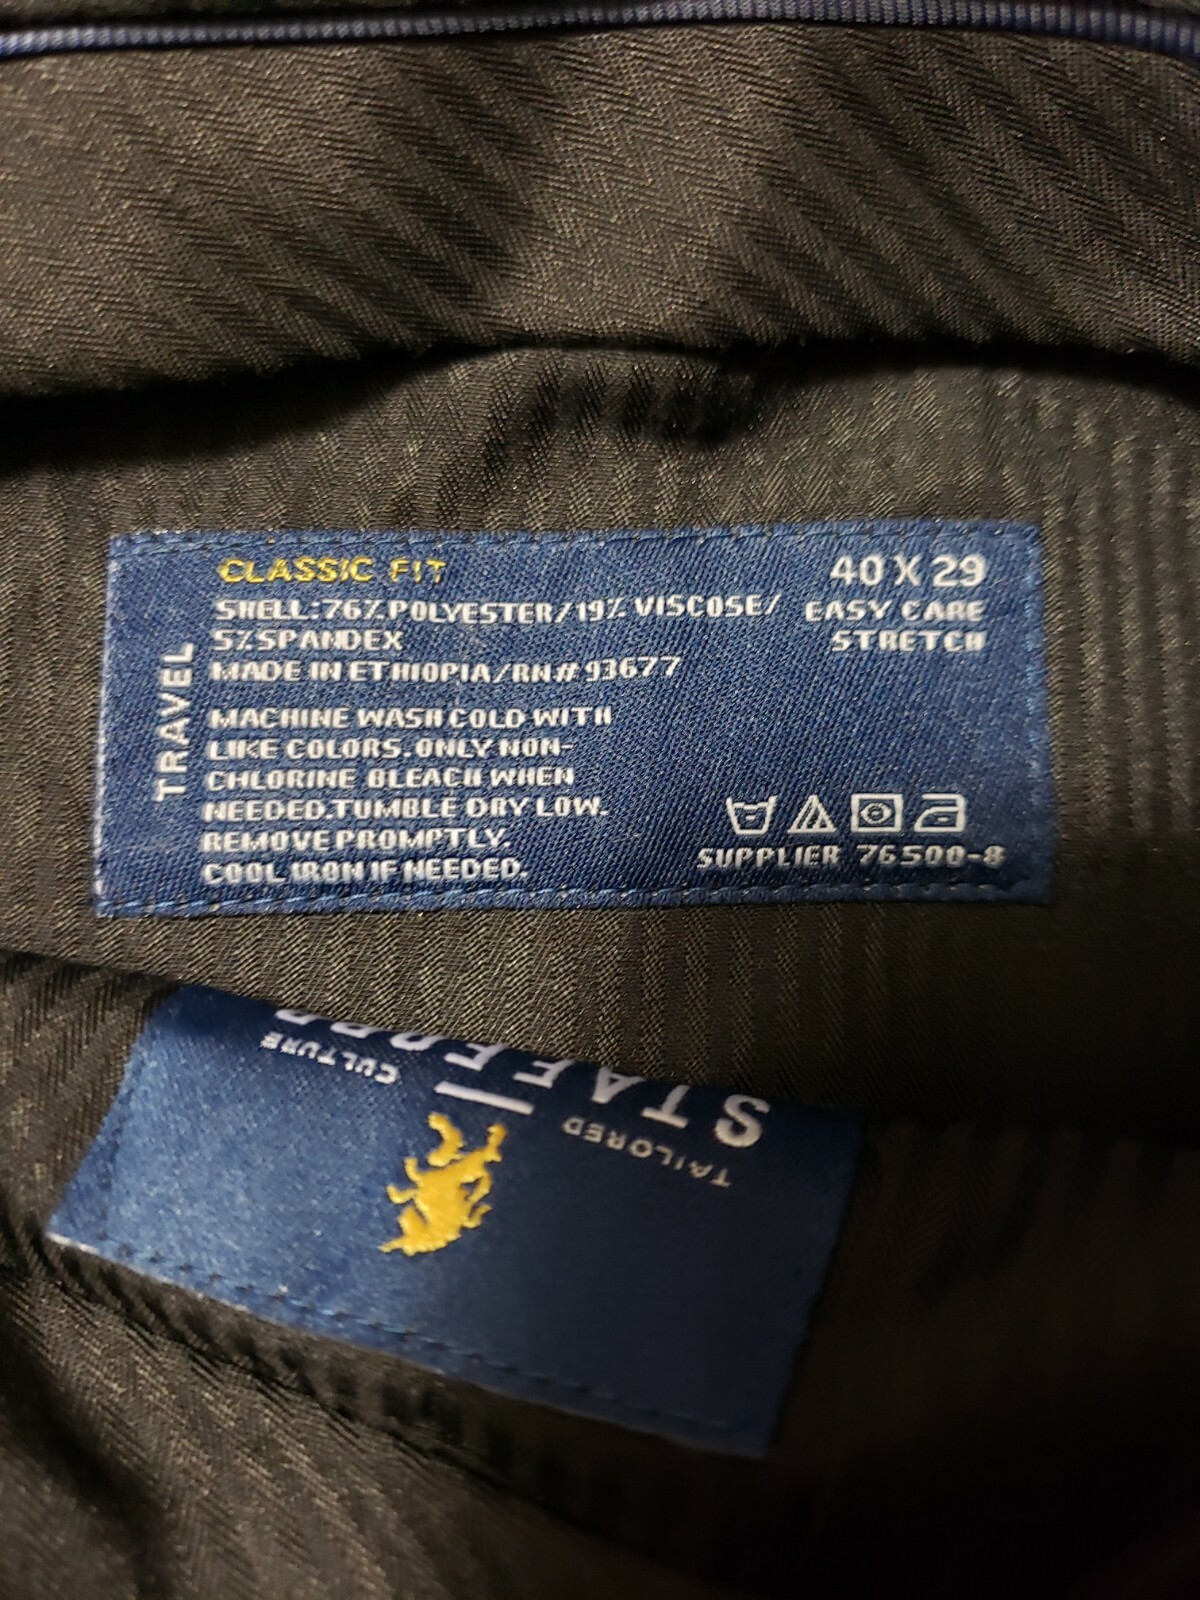 CLASSIC FIT
40 X 29
SHELL:76%POLYESTER/19% VISCOSE/
5%SPANDEX
EASY CARE
STRETCH
MADE IN ETHIOPIA/RN# 93677
TRAVEL
MACHINE WASH COLD WITH
LIKE COLORS.ONLY NON-
CHLORINE BLEACH WHEN
NEEDED.TUMBLE DRY LOW.
REMOVE PROMPTLY.
COOL IRON IF NEEDED.
SUPPLIER 76500-8
TAILORED CULTURE
STAFFORD